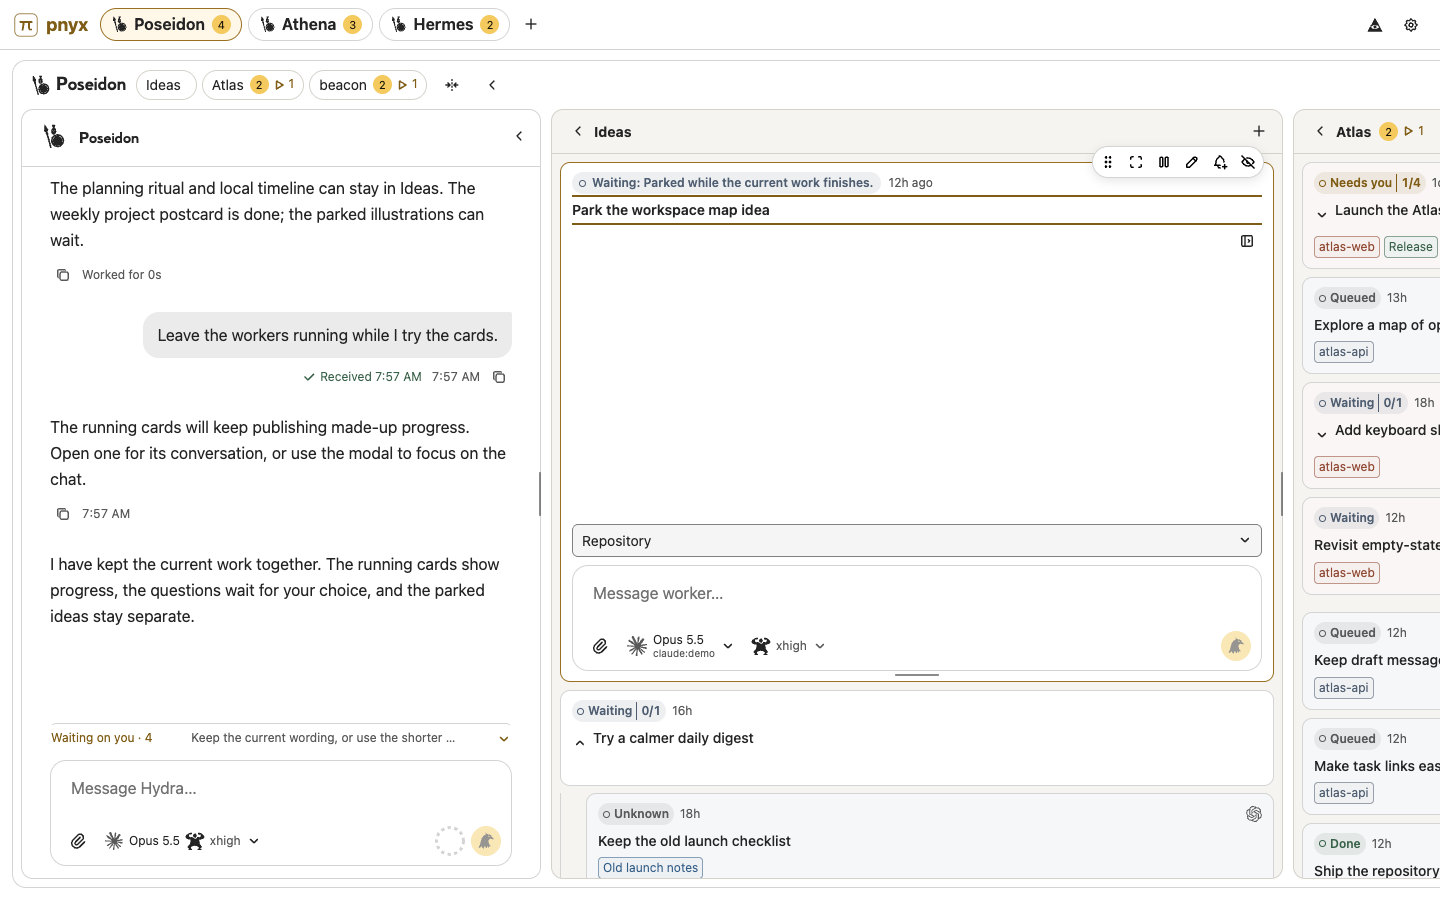 π pnyx Poseidon 4 Athena 3 Hermes 2
Poseidon Ideas Atlas 2 1 beacon 2 1
Poseidon
The planning ritual and local timeline can stay in Ideas. The
weekly project postcard is done; the parked illustrations can
wait.
Worked for 0s
Leave the workers running while I try the cards.
Received 7:57 AM 7:57 AM
The running cards will keep publishing made-up progress.
Open one for its conversation, or use the modal to focus on the
chat.
7:57 AM
I have kept the current work together. The running cards show
progress, the questions wait for your choice, and the parked
ideas stay separate.
Waiting on you · 4 Keep the current wording, or use the shorter ...
Message Hydra...
Opus 5.5 xhigh
Ideas
Waiting: Parked while the current work finishes. 12h ago
Park the workspace map idea
Repository
Message worker...
Opus 5.5
claude:demo
xhigh
Waiting 0/1 16h
Try a calmer daily digest
Unknown 18h
Keep the old launch checklist
Old launch notes
Atlas 2 1
Needs you 1/4
Launch the Atlas
atlas-web Release
Queued 13h
Explore a map of
atlas-api
Waiting 0/1 18h
Add keyboard
atlas-web
Waiting 12h
Revisit empty-state
atlas-web
Queued 12h
Keep draft
atlas-api
Queued 12h
Make task links
atlas-api
Done 12h
Ship the repository